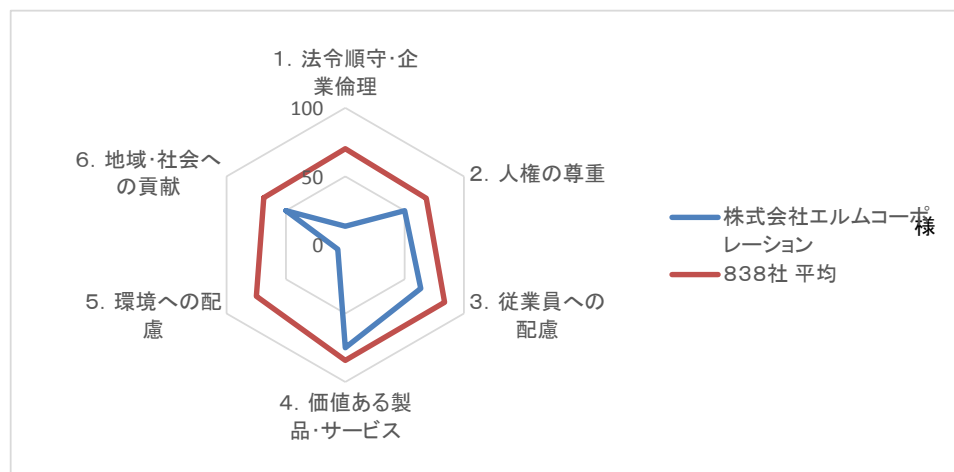 1. 法令順守・企
業倫理
100
6. 地域・社会へ
の貢献
2. 人権の尊重
50
株式会社エルムコーポ
レーション
様
0
838社 平均
5. 環境への配
慮
3. 従業員への
配慮
4. 価値ある製
品・サービス